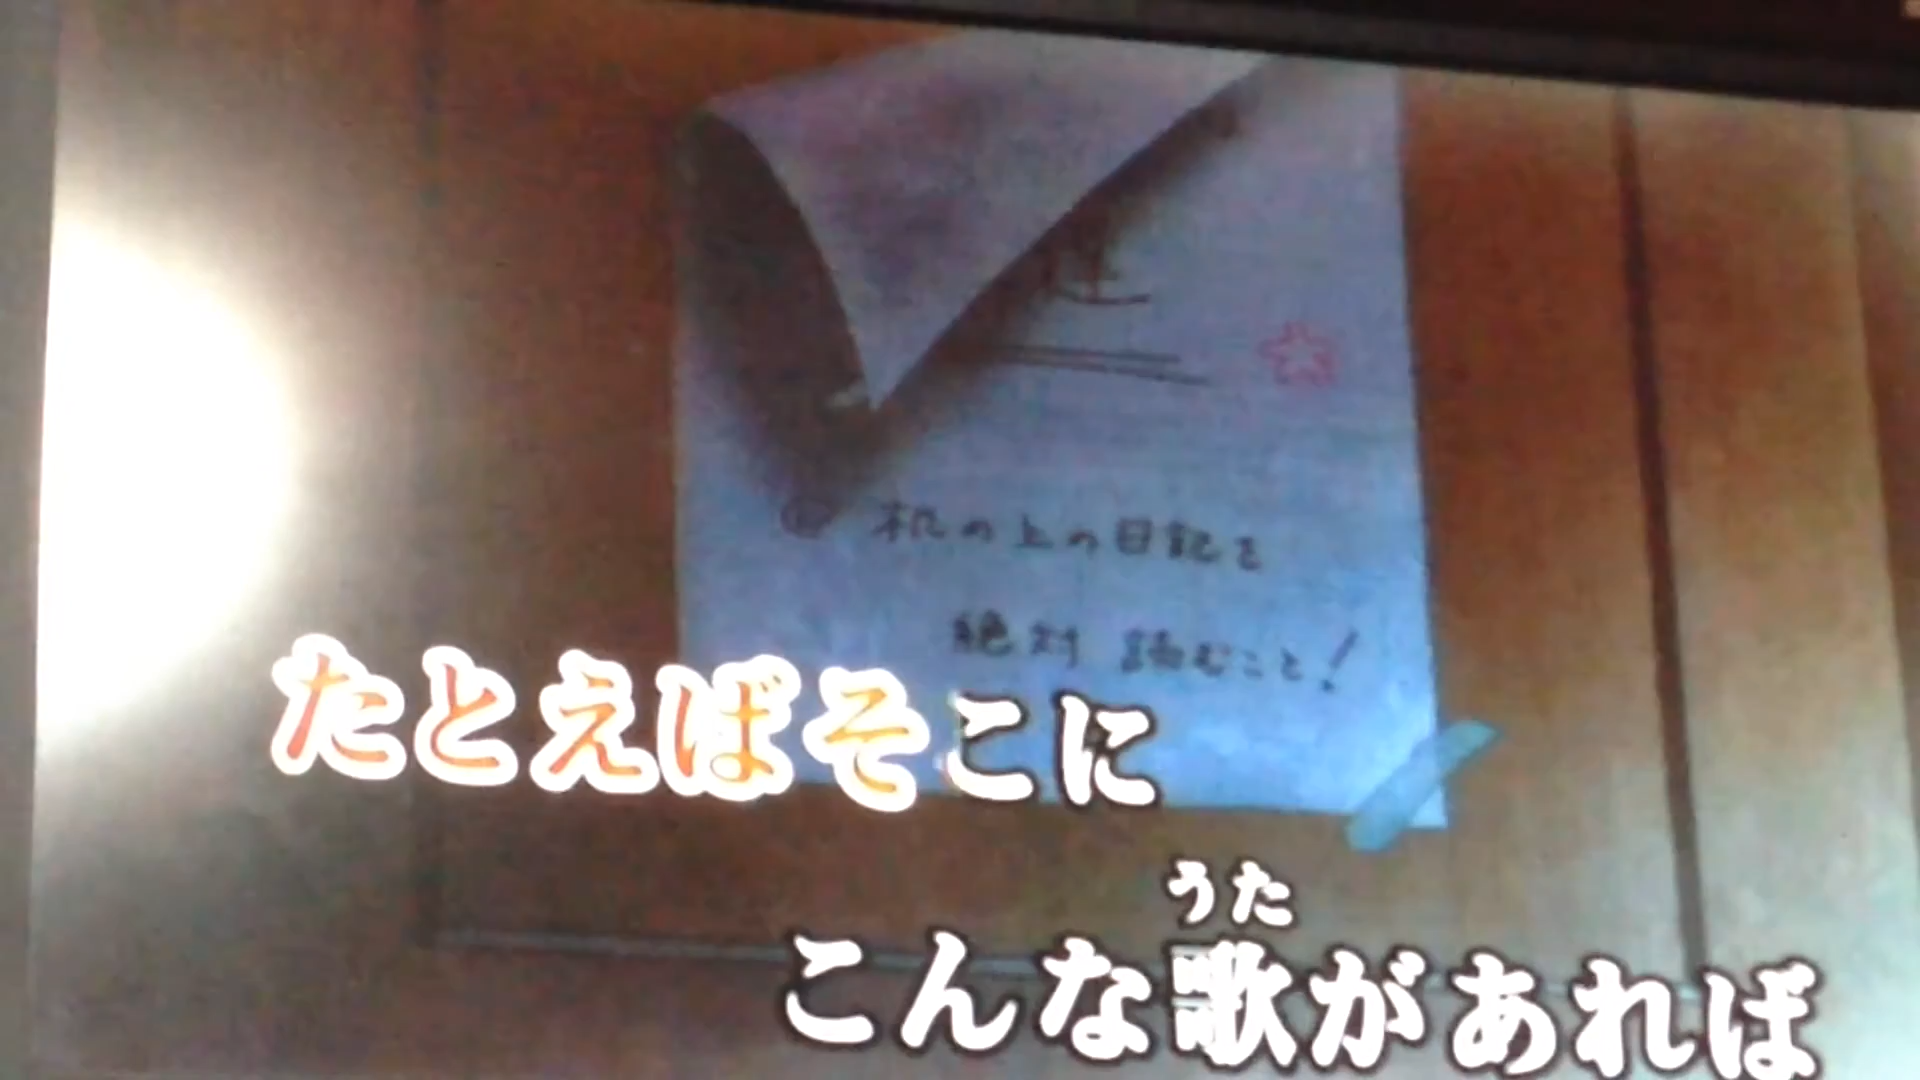 机の上の日記を
絶対 読むこと!
たとえばそこに
うた
こんな歌があれば